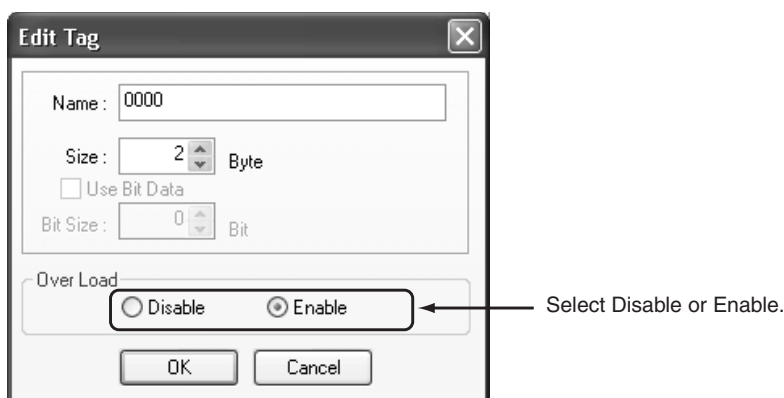 Edit Tag
Name : 0000
Size : 2 Byte
Use Bit Data
Bit Size : 0 Bit
Over Load
Disable Enable
Select Disable or Enable.
OK Cancel